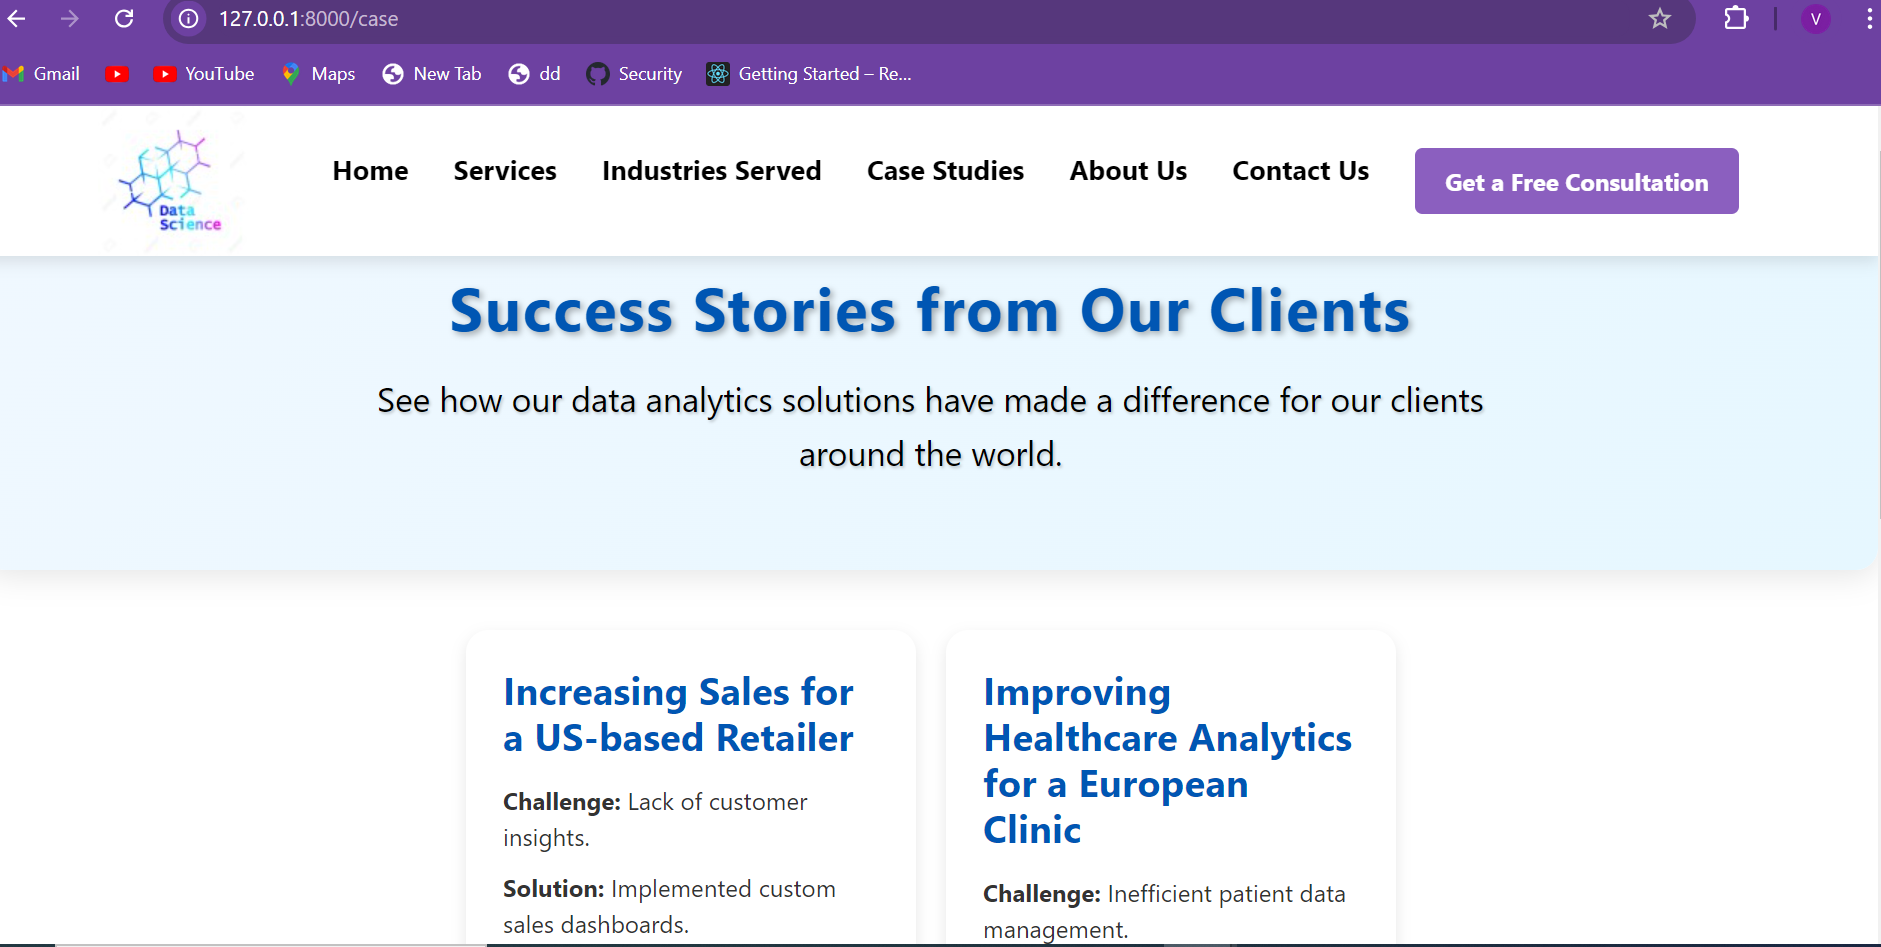 127.0.0.1:8000/case
V
Gmail YouTube Maps New Tab dd Security Getting Started – Re...
Data
Science
Home Services Industries Served Case Studies About Us Contact Us Get a Free Consultation
Success Stories from Our Clients
See how our data analytics solutions have made a difference for our clients
around the world.
Increasing Sales for
a US-based Retailer
Challenge: Lack of customer
insights.
Solution: Implemented custom
sales dashboards.
Improving
Healthcare Analytics
for a European
Clinic
Challenge: Inefficient patient data
management.